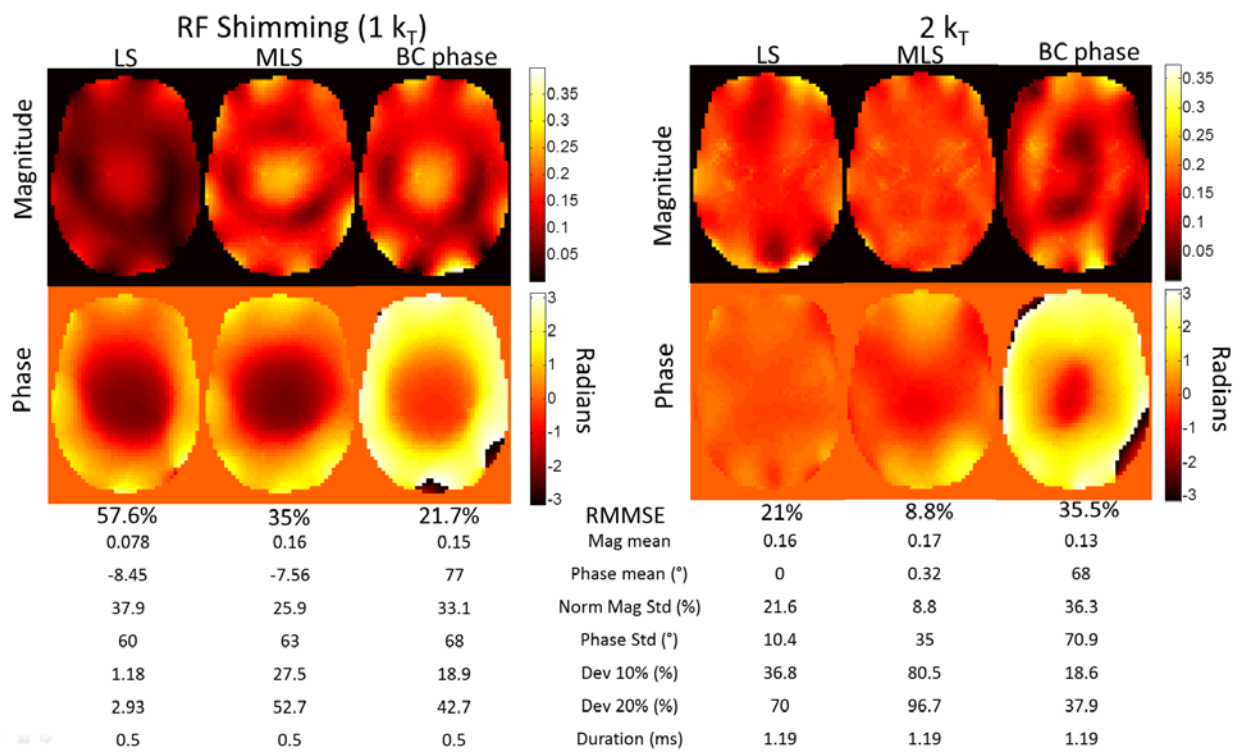 RF Shimming (1 kT)
LS MLS BC phase
Magnitude
0.35
0.3
0.25
0.2
0.15
0.1
0.05
Phase
3
2
1
0
-1
-2
-3
Radians
2 kT
LS MLS BC phase
Magnitude
0.35
0.3
0.25
0.2
0.15
0.1
0.05
Phase
3
2
1
0
-1
-2
-3
Radians
57.6% 35% 21.7% RMMSE 21% 8.8% 35.5%
0.078 0.16 0.15 Mag mean 0.16 0.17 0.13
-8.45 -7.56 77 Phase mean (°) 0 0.32 68
37.9 25.9 33.1 Norm Mag Std (%) 21.6 8.8 36.3
60 63 68 Phase Std (°) 10.4 35 70.9
1.18 27.5 18.9 Dev 10% (%) 36.8 80.5 18.6
2.93 52.7 42.7 Dev 20% (%) 70 96.7 37.9
0.5 0.5 0.5 Duration (ms) 1.19 1.19 1.19